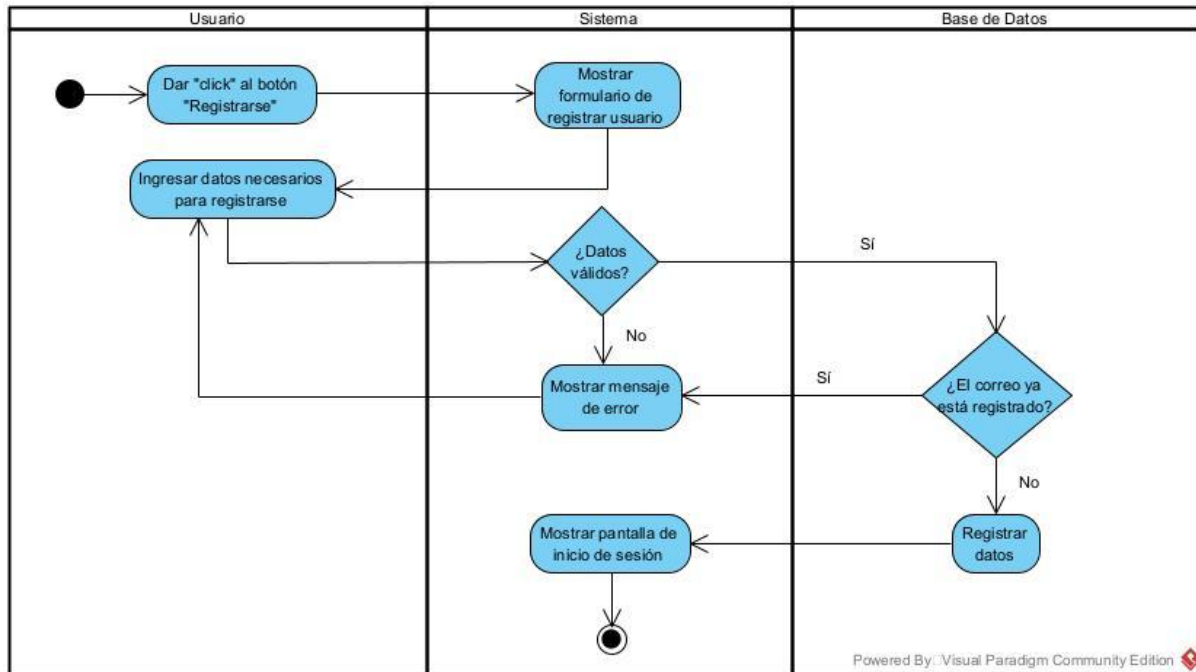 Usuario
Sistema
Base de Datos
Dar "click" al botón
"Registrarse"
Mostrar
formulario de
registrar usuario
Ingresar datos necesarios
para registrarse
¿Datos
válidos?
Sí
No
Mostrar mensaje
de error
Sí
¿El correo ya
está registrado?
No
Mostrar pantalla de
inicio de sesión
Registrar
datos
Powered By Visual Paradigm Community Edition